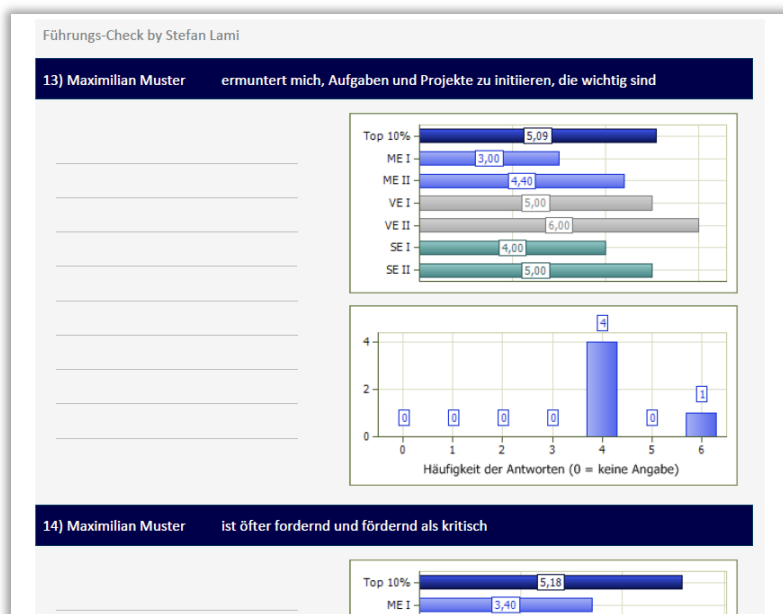 Führungs-Check by Stefan Lami
13) Maximilian Muster ermuntert mich, Aufgaben und Projekte zu initiieren, die wichtig sind
Top 10% 5,09
ME I 3,00
ME II 4,40
VE I 5,00
VE II 6,00
SE I 4,00
SE II 5,00
4
4
2
1
0 0 0 0 0
0
0 1 2 3 4 5 6
Häufigkeit der Antworten (0 = keine Angabe)
14) Maximilian Muster ist öfter fordernd und fördernd als kritisch
Top 10% 5,18
ME I 3,40